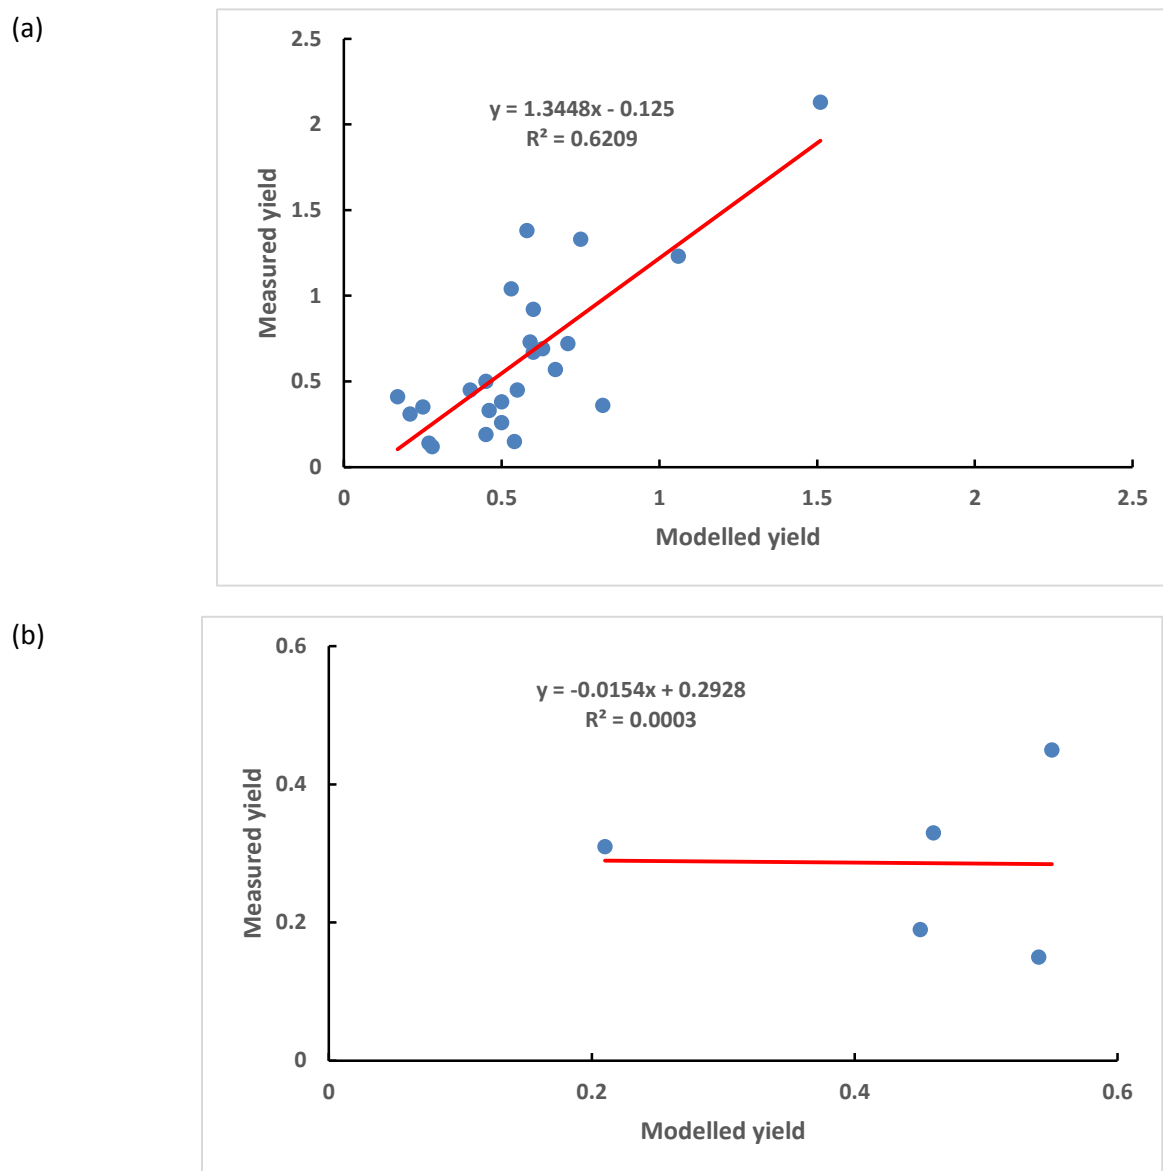 (a)
2.5
y = 1.3448x - 0.125
R² = 0.6209
2
1.5
1
0.5
0
Measured yield
0 0.5 1 1.5 2 2.5
Modelled yield
(b)
0.6
y = -0.0154x + 0.2928
R² = 0.0003
0.4
0.2
0
Measured yield
0 0.2 0.4 0.6
Modelled yield